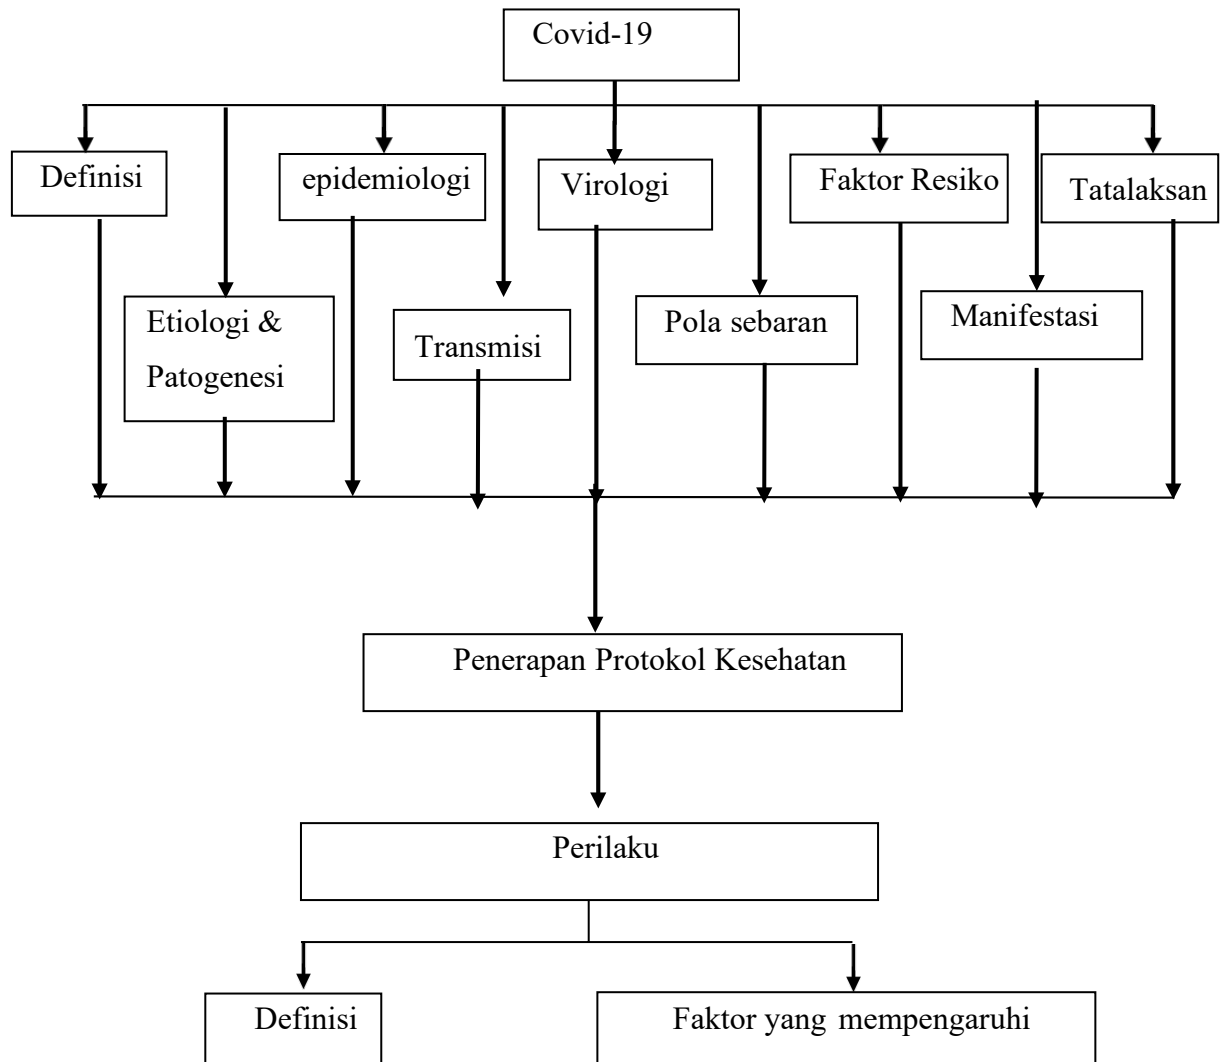 Covid-19
Definisi
epidemiologi
Virologi
Faktor Resiko
Tatalaksan
Etiologi &
Patogenesi
Transmisi
Pola sebaran
Manifestasi
Penerapan Protokol Kesehatan
Perilaku
Definisi
Faktor yang mempengaruhi